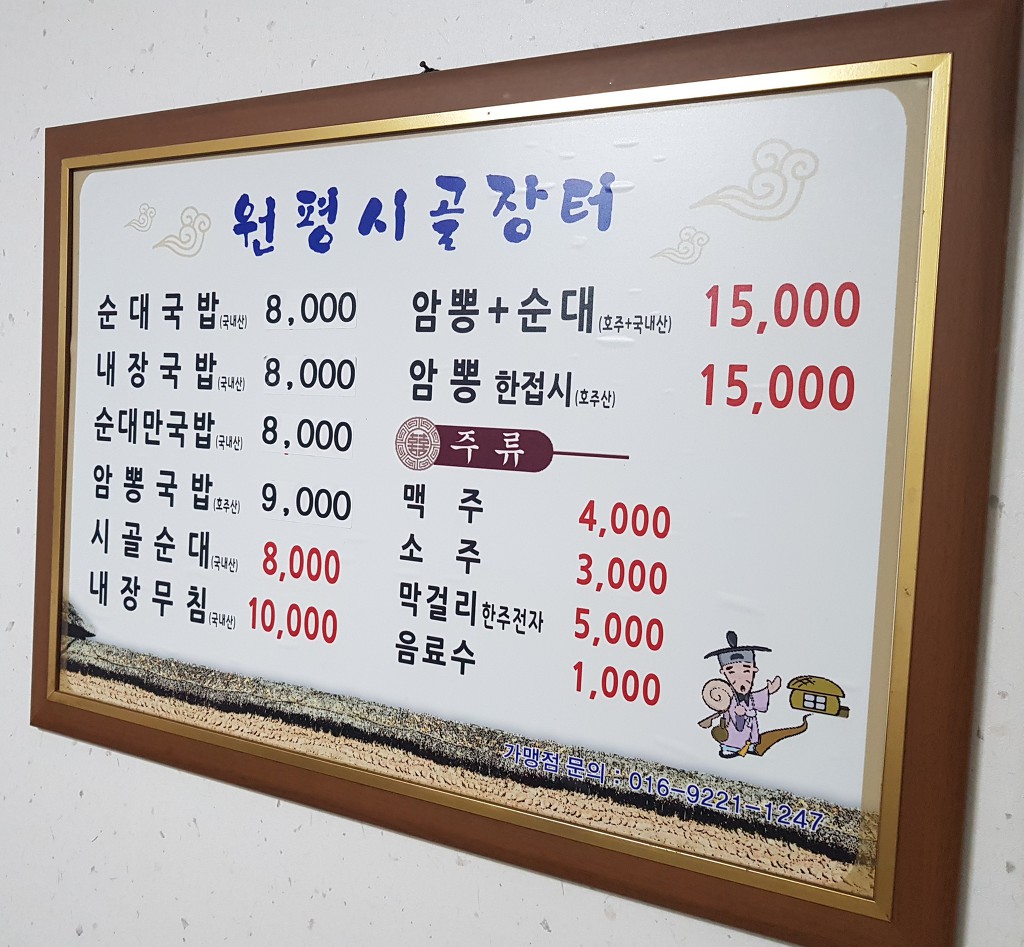 원평시골장터
순대국밥(국내산) 8,000
내장국밥(국내산) 8,000
순대만국밥(국내산) 8,000
암뽕국밥(호주산) 9,000
시골순대(국내산) 8,000
내장무침(국내산) 10,000
암뽕+순대(호주+국내산) 15,000
암뽕 한접시(호주산) 15,000
주류
맥주 4,000
소주 3,000
막걸리한주전자 5,000
음료수 1,000
가맹점 문의 : 016-9221-1247